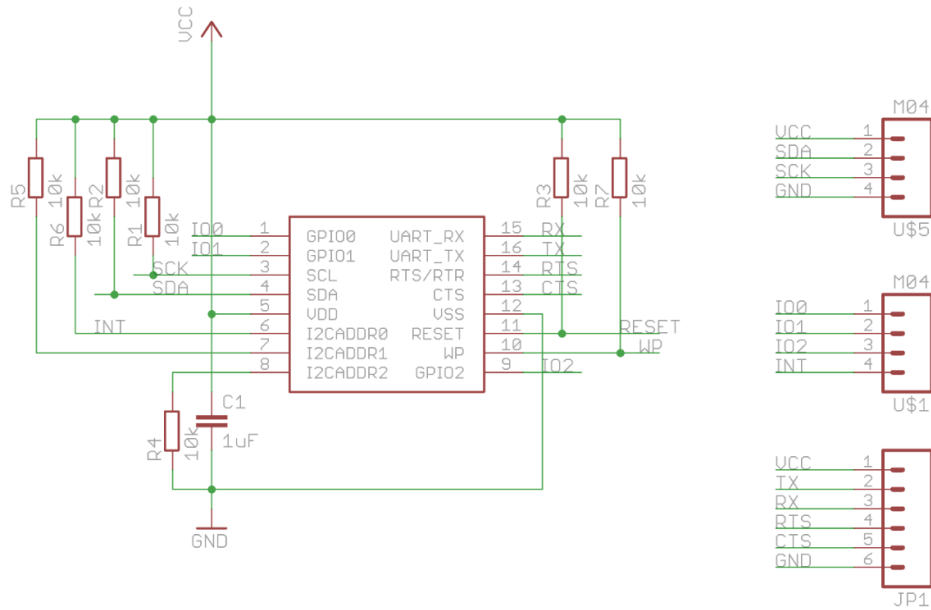 VCC
R5
10k
R6
10k
R2
10k
R1
10k
R3
10k
R7
10k
IO0
IO1
SCK
SDA
INT
1
2
3
4
5
6
7
8
GPIO0
GPIO1
SCL
SDA
VDD
I2CADDR0
I2CADDR1
I2CADDR2
UART_RX
UART_TX
RTS/RTR
CTS
VSS
RESET
WP
GPIO2
15
16
14
13
12
11
10
9
RX
TX
RTS
CTS
RESET
WP
IO2
R4
10k
C1
1uF
GND
M04
VCC 1
SDA 2
SCK 3
GND 4
U$5
M04
IO0 1
IO1 2
IO2 3
INT 4
U$1
VCC 1
TX 2
RX 3
RTS 4
CTS 5
GND 6
JP1